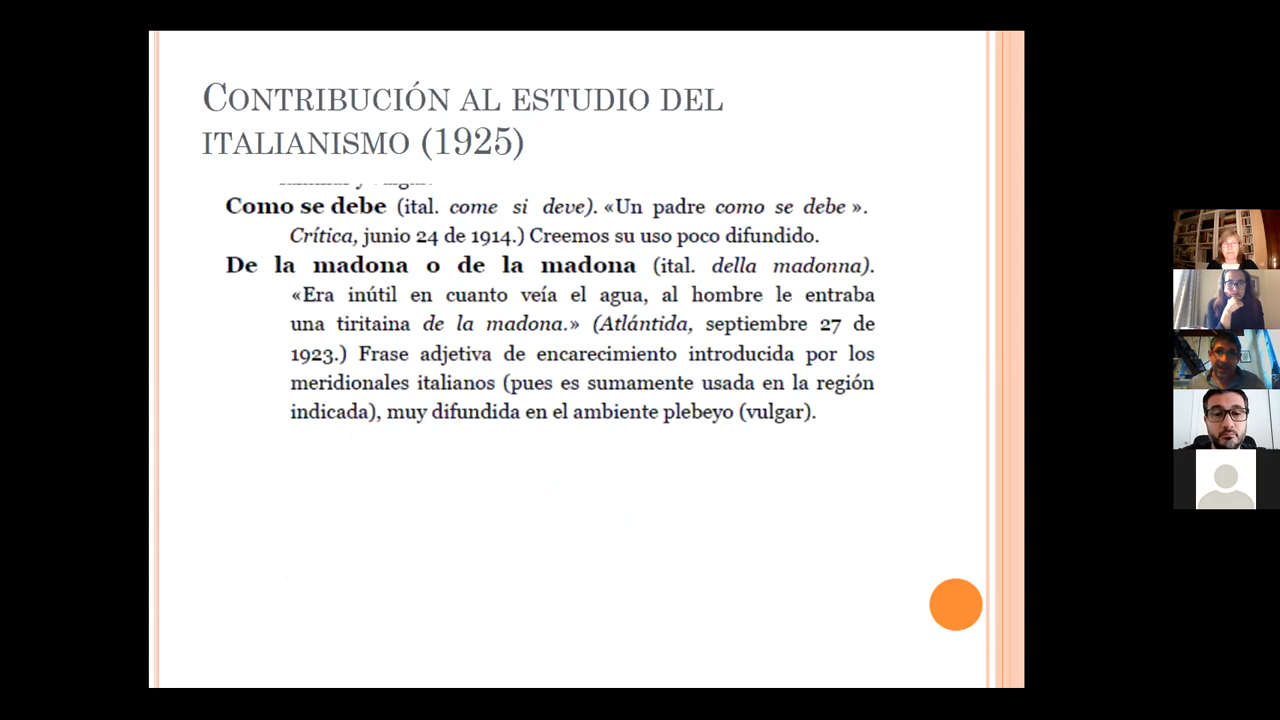 CONTRIBUCIÓN AL ESTUDIO DEL
ITALIANISMO (1925)
Como se debe (ital. come si deve). «Un padre como se debe ».
Crítica, junio 24 de 1914.) Creemos su uso poco difundido.
De la madona o de la madona (ital. della madonna).
«Era inútil en cuanto veía el agua, al hombre le entraba
una tiritaina de la madona.» (Atlántida, septiembre 27 de
1923.) Frase adjetiva de encarecimiento introducida por los
meridionales italianos (pues es sumamente usada en la región
indicada), muy difundida en el ambiente plebeyo (vulgar).